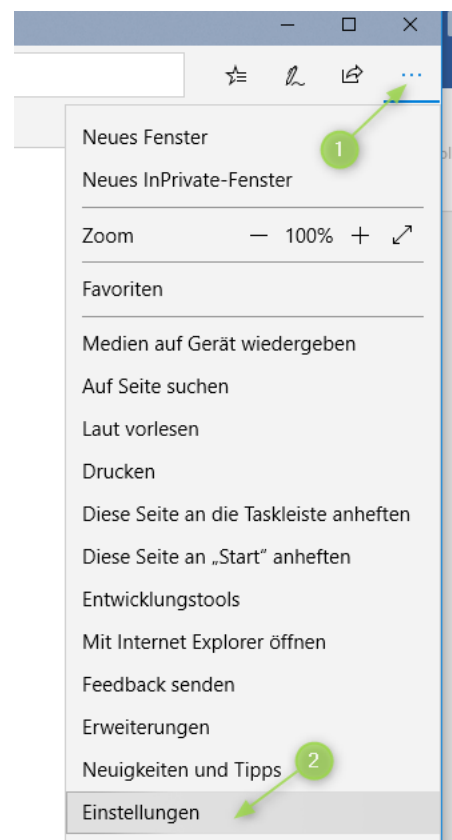 1
Neues Fenster
Neues InPrivate-Fenster
Zoom — 100% +
Favoriten
Medien auf Gerät wiedergeben
Auf Seite suchen
Laut vorlesen
Drucken
Diese Seite an die Taskleiste anheften
Diese Seite an „Start“ anheften
Entwicklungstools
Mit Internet Explorer öffnen
Feedback senden
Erweiterungen
Neuigkeiten und Tipps
2
Einstellungen